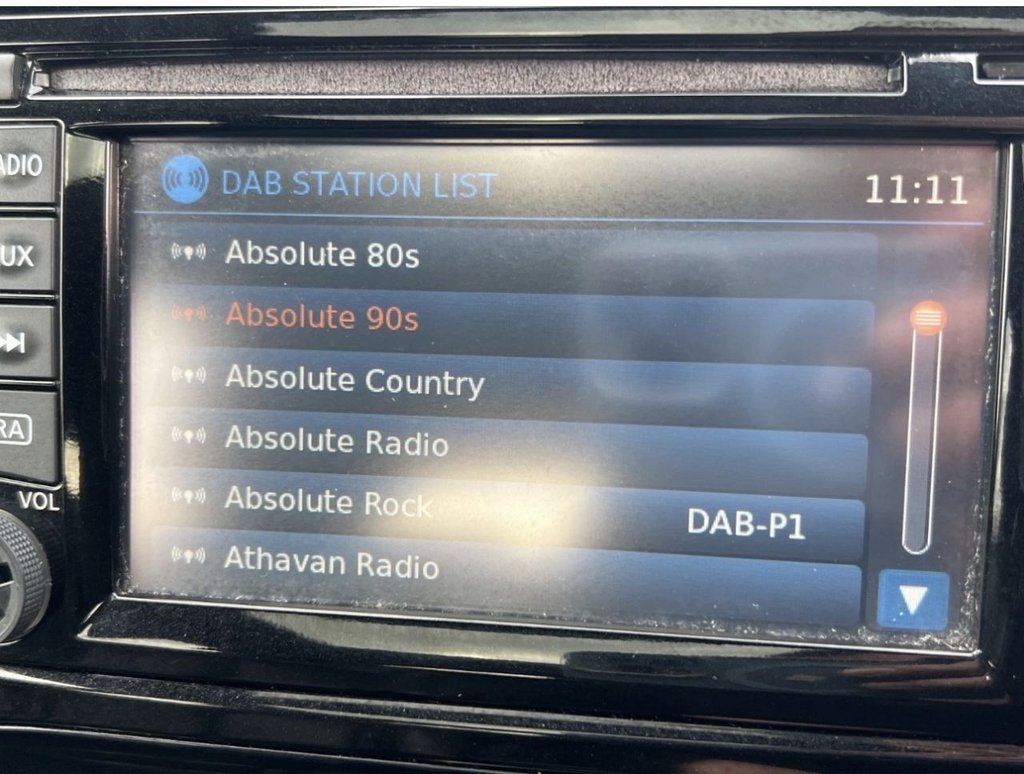 DAB STATION LIST 11:11
ADIO
UX
RA
VOL
Absolute 80s
Absolute 90s
Absolute Country
Absolute Radio
Absolute Rock DAB-P1
Athavan Radio